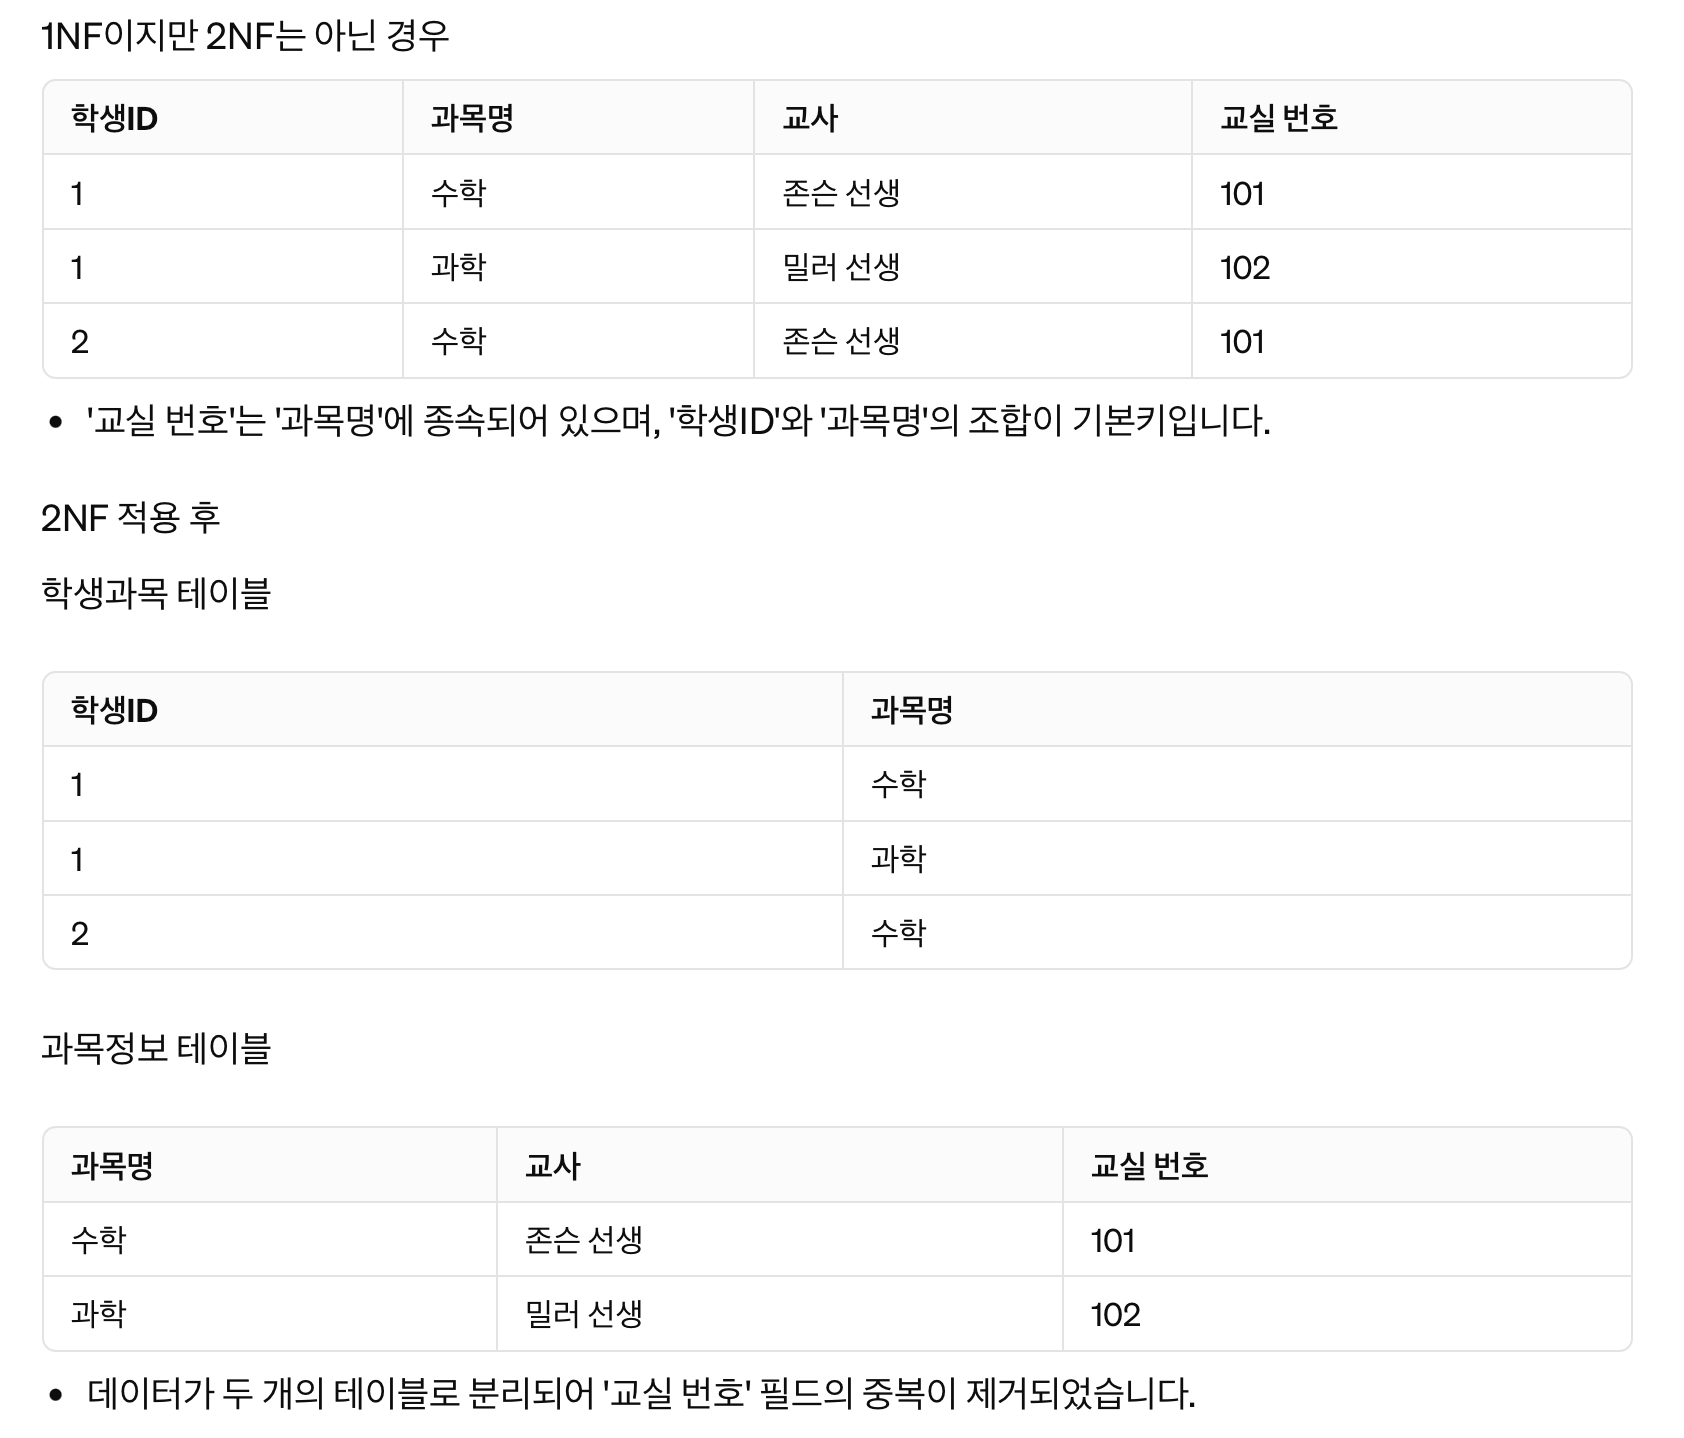 1NF이지만 2NF는 아닌 경우
학생ID 과목명 교사 교실 번호
1 수학 존슨 선생 101
1 과학 밀러 선생 102
2 수학 존슨 선생 101
• '교실 번호'는 '과목명'에 종속되어 있으며, '학생ID'와 '과목명'의 조합이 기본키입니다.
2NF 적용 후
학생과목 테이블
학생ID 과목명
1 수학
1 과학
2 수학
과목정보 테이블
과목명 교사 교실 번호
수학 존슨 선생 101
과학 밀러 선생 102
• 데이터가 두 개의 테이블로 분리되어 '교실 번호' 필드의 중복이 제거되었습니다.